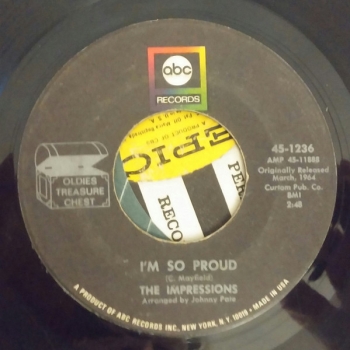 abc
RECORDS
45-1236
AMP 45-11888
Originally Released
March, 1964
Curtom Pub. Co.
BMI
2:48
OLDIES
TREASURE
CHEST
EPIC
RECO
PER
I'M SO PROUD
(C. Mayfield)
THE IMPRESSIONS
Arranged by Johnny Pate
A PRODUCT OF ABC RECORDS INC., NEW YORK, N.Y. 10019 • MADE IN USA